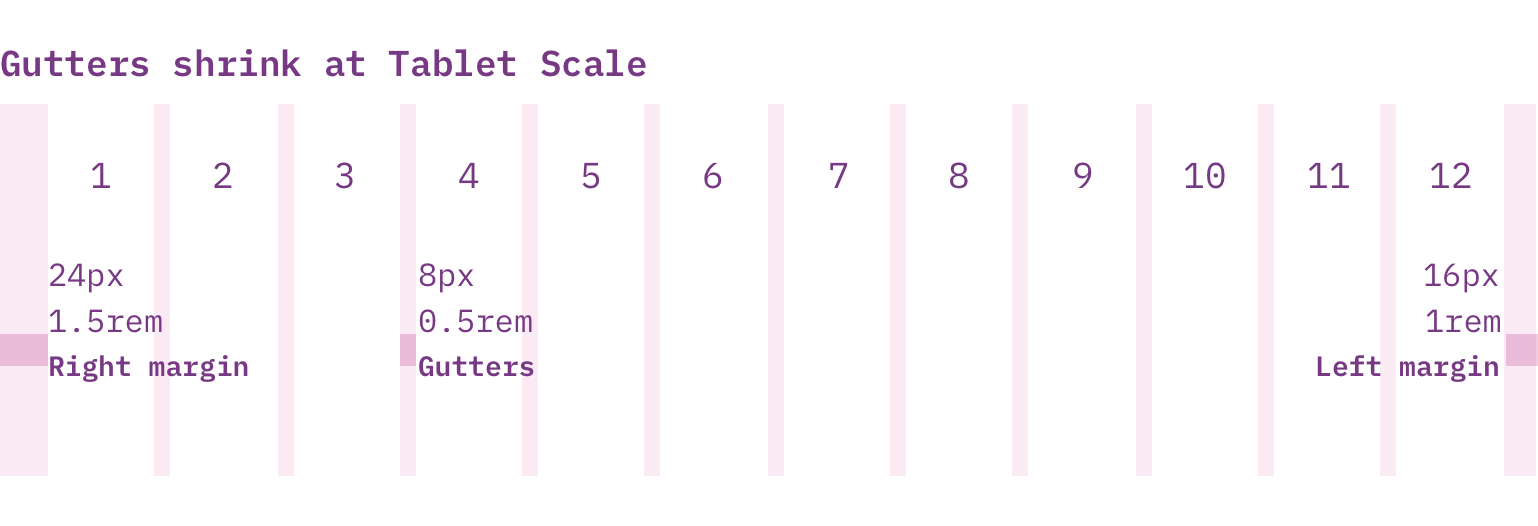 Gutters shrink at Tablet Scale
1 2 3 4 5 6 7 8 9 10 11 12
24px 8px 16px
1.5rem 0.5rem 1rem
Right margin Gutters Left margin